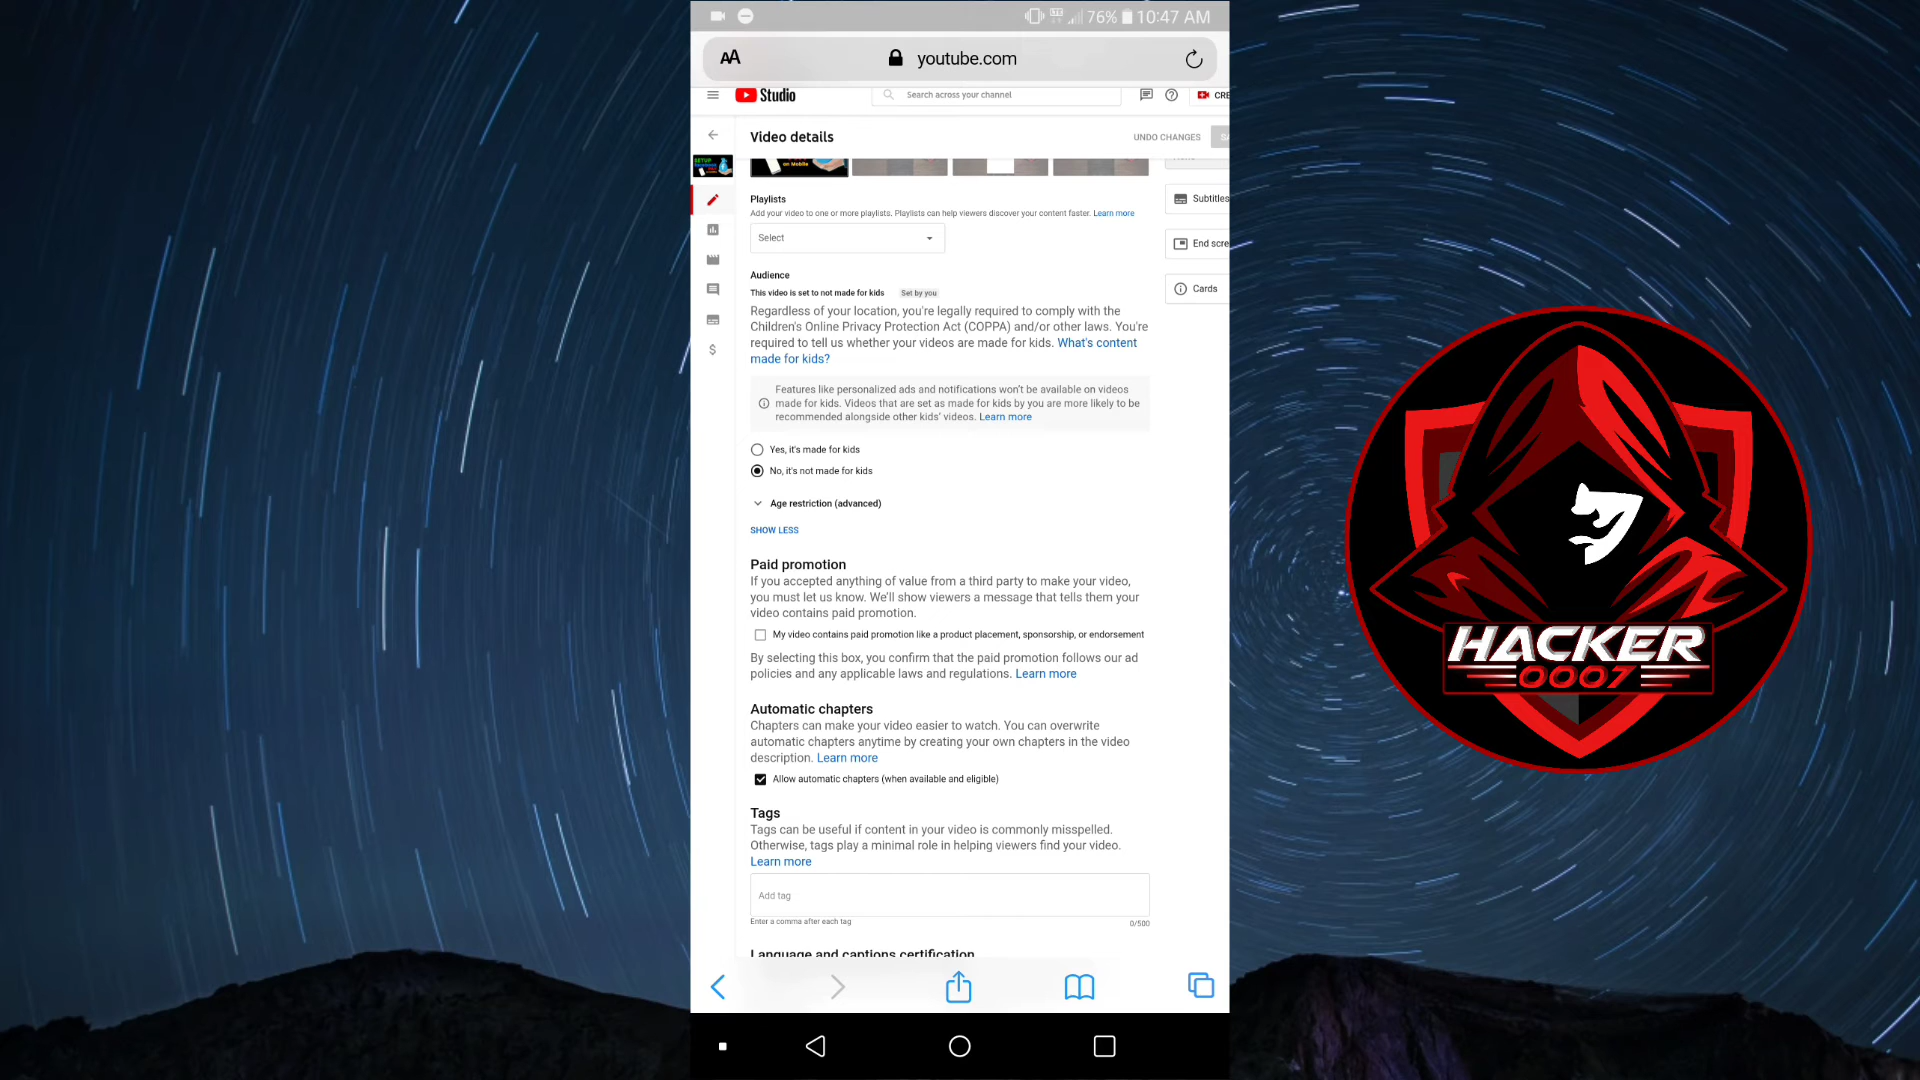 76% 10:47 AM
AA youtube.com
Studio Search across your channel CRE
Video details UNDO CHANGES
SETUP
on Mobile
Playlists
Add your video to one or more playlists. Playlists can help viewers discover your content faster. Learn more
Select
Subtitles
End scre
Cards
Audience
This video is set to not made for kids Set by you
Regardless of your location, you're legally required to comply with the
Children's Online Privacy Protection Act (COPPA) and/or other laws. You're
required to tell us whether your videos are made for kids. What's content
made for kids?
Features like personalized ads and notifications won't be available on videos
made for kids. Videos that are set as made for kids by you are more likely to be
recommended alongside other kids' videos. Learn more
Yes, it's made for kids
No, it's not made for kids
Age restriction (advanced)
SHOW LESS
Paid promotion
If you accepted anything of value from a third party to make your video,
you must let us know. We'll show viewers a message that tells them your
video contains paid promotion.
My video contains paid promotion like a product placement, sponsorship, or endorsement
By selecting this box, you confirm that the paid promotion follows our ad
policies and any applicable laws and regulations. Learn more
Automatic chapters
Chapters can make your video easier to watch. You can overwrite
automatic chapters anytime by creating your own chapters in the video
description. Learn more
Allow automatic chapters (when available and eligible)
Tags
Tags can be useful if content in your video is commonly misspelled.
Otherwise, tags play a minimal role in helping viewers find your video.
Learn more
Add tag
Enter a comma after each tag 0/500
Language and captions certification
HACKER
0007